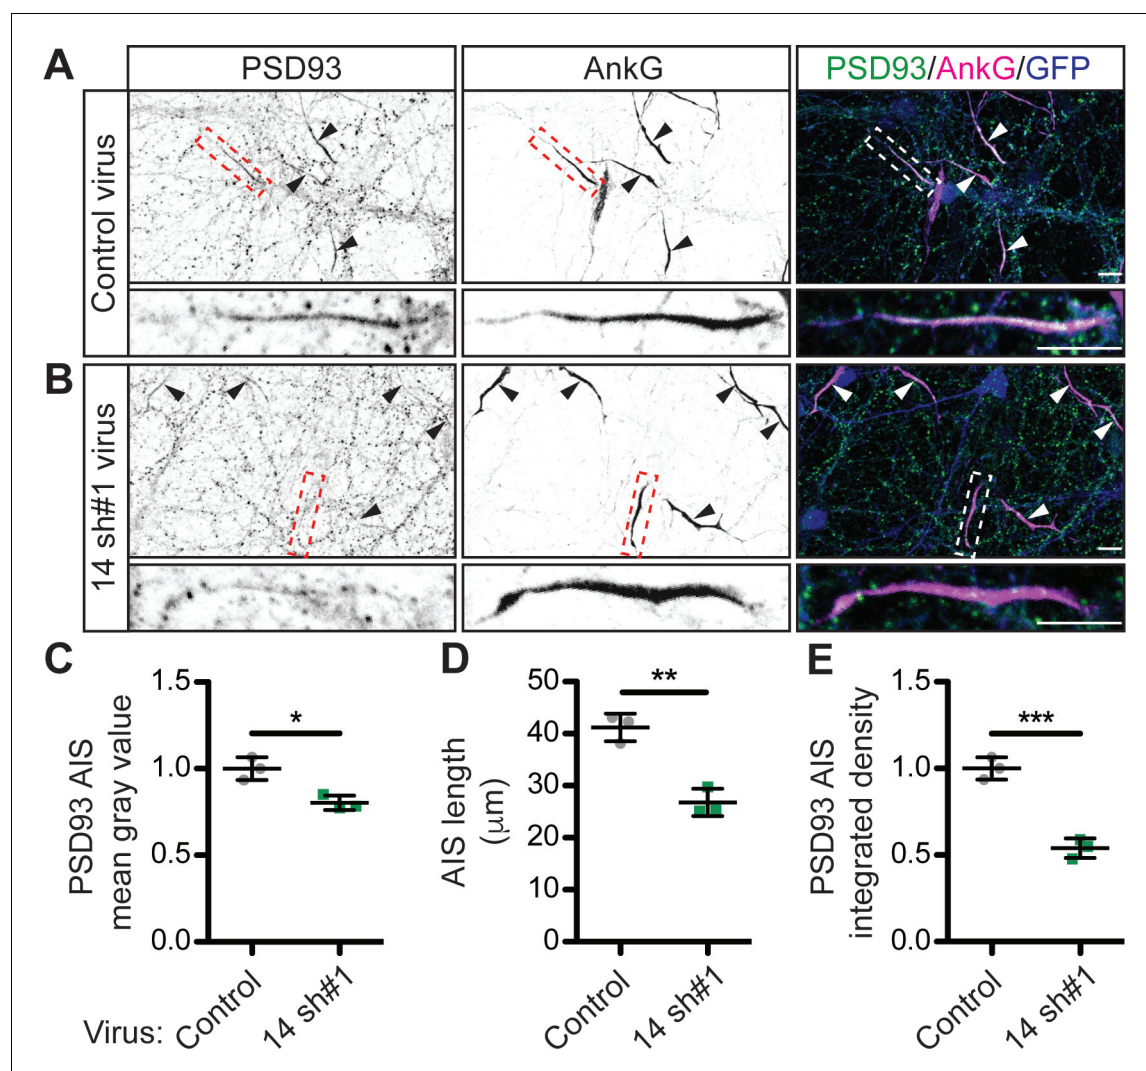 A
PSD93
AnkG
PSD93/AnkG/GFP
Control virus
B
14 sh#1 virus
C
D
E
PSD93 AIS
mean gray value
1.5
1.0
0.5
0.0
*
AIS length
(μm)
50
40
30
20
10
0
**
PSD93 AIS
integrated density
1.5
1.0
0.5
0.0
***
Virus:
Control
14 sh#1
Control
14 sh#1
Control
14 sh#1